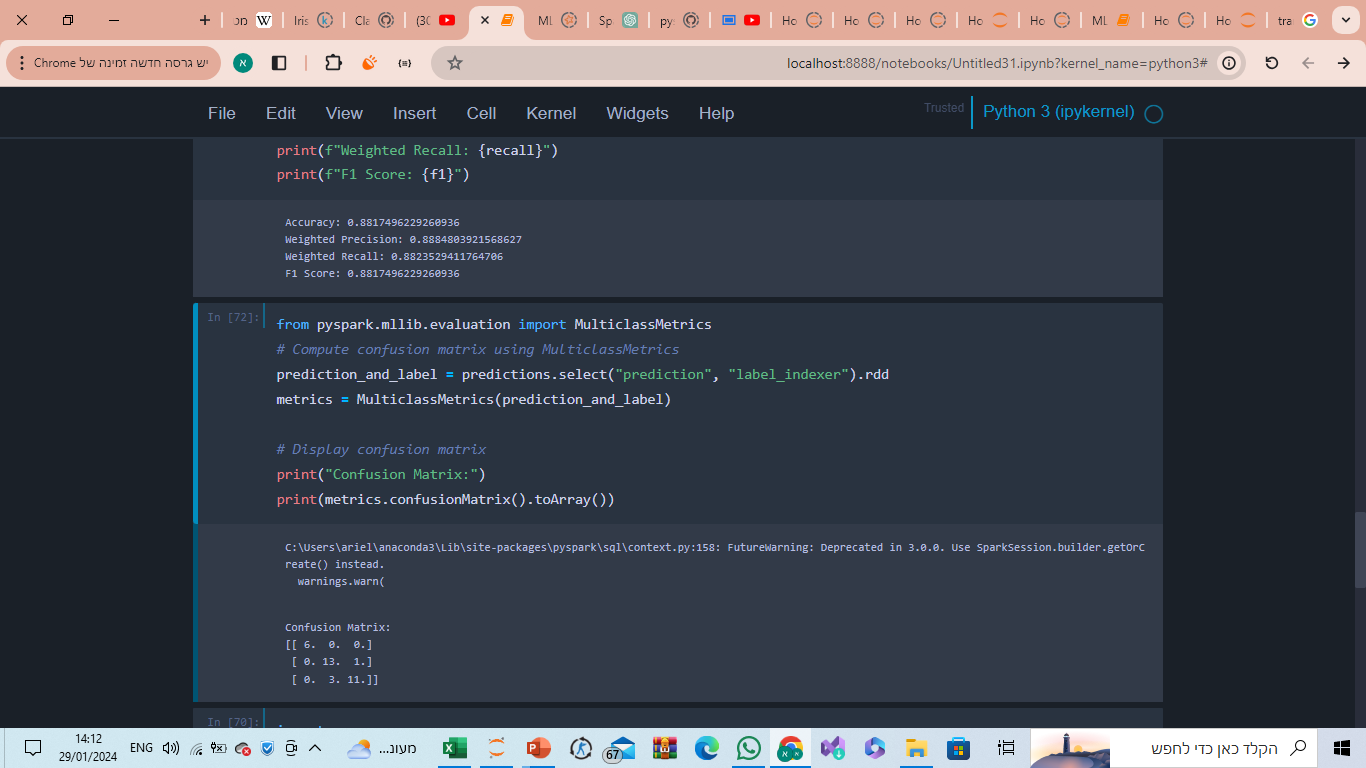 סכ
Iris
Cla
(30
ML
Sp
py:
Ho
Ho
Ho
Ho
Ho
ML
Ho
Ho
tra
יש גרסה חדשה זמינה של Chrome
א
localhost:8888/notebooks/Untitled31.ipynb?kernel_name=python3#
File Edit View Insert Cell Kernel Widgets Help
Trusted
Python 3 (ipykernel)
print(f"Weighted Recall: {recall}")
print(f"F1 Score: {f1}")
Accuracy: 0.8817496229260936
Weighted Precision: 0.8884803921568627
Weighted Recall: 0.8823529411764706
F1 Score: 0.8817496229260936
In [72]:
from pyspark.mllib.evaluation import MulticlassMetrics
# Compute confusion matrix using MulticlassMetrics
prediction_and_label = predictions.select("prediction", "label_indexer").rdd
metrics = MulticlassMetrics(prediction_and_label)
# Display confusion matrix
print("Confusion Matrix:")
print(metrics.confusionMatrix().toArray())
C:\Users\ariel\anaconda3\Lib\site-packages\pyspark\sql\context.py:158: FutureWarning: Deprecated in 3.0.0. Use SparkSession.builder.getOrC
reate() instead.
warnings.warn(
Confusion Matrix:
[[ 6. 0. 0.]
[ 0. 13. 1.]
[ 0. 3. 11.]]
In [70]:
14:12
29/01/2024
ENG
מעונ...
67
הקלד כאן כדי לחפש